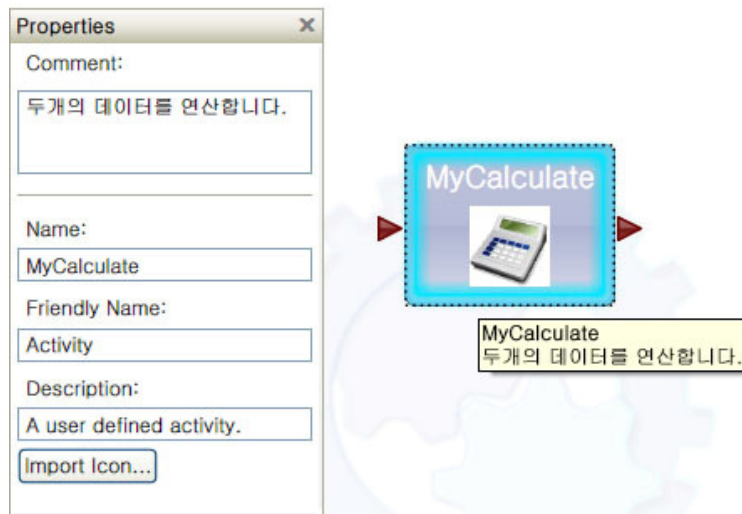 Properties
Comment:
두개의 데이터를 연산합니다.
Name:
MyCalculate
Friendly Name:
Activity
Description:
A user defined activity.
Import Icon...
MyCalculate
MyCalculate
두개의 데이터를 연산합니다.